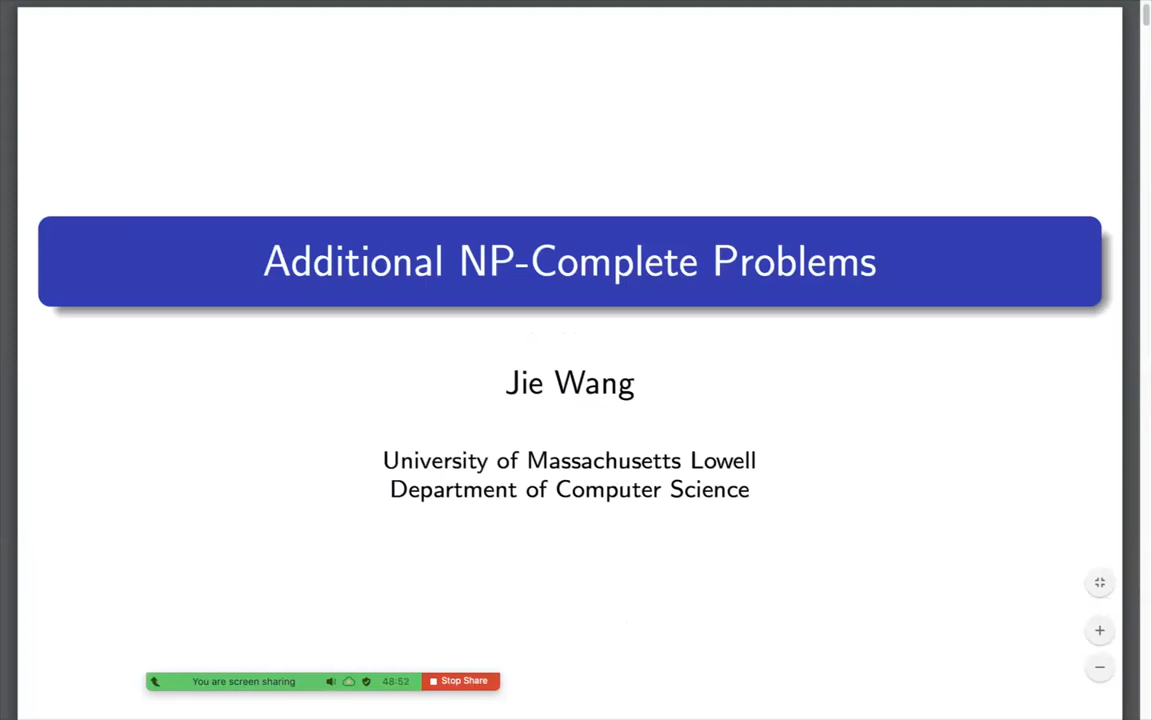 Additional NP-Complete Problems
Jie Wang
University of Massachusetts Lowell
Department of Computer Science
You are screen sharing 48:52 Stop Share